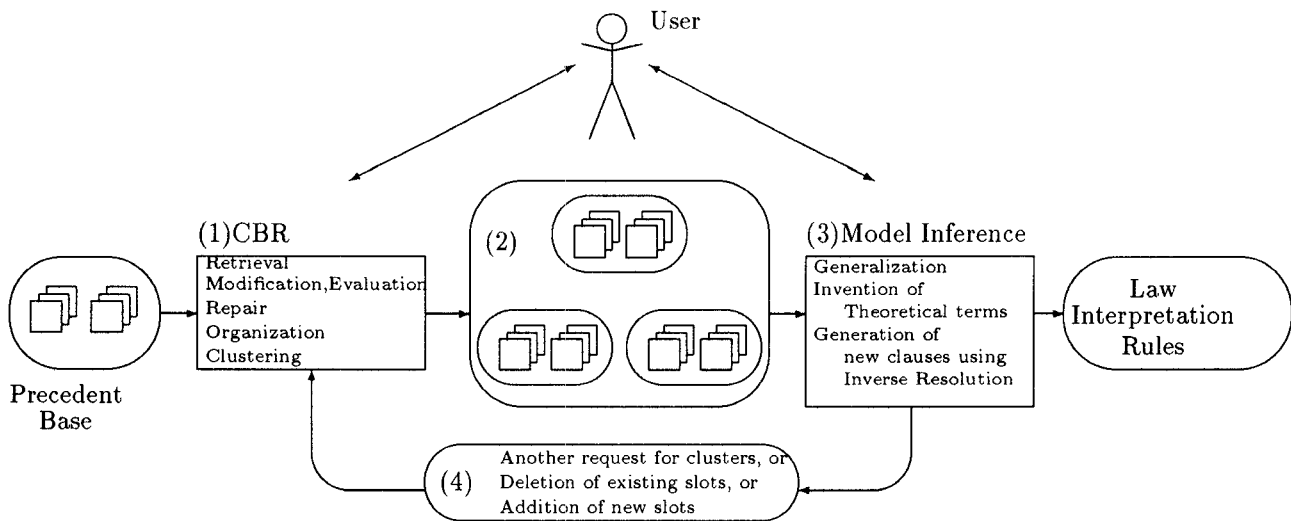 User
(1)CBR
Retrieval
Modification,Evaluation
Repair
Organization
Clustering
(2)
(3)Model Inference
Generalization
Invention of
Theoretical terms
Generation of
new clauses using
Inverse Resolution
Law
Interpretation
Rules
Precedent
Base
(4)
Another request for clusters, or
Deletion of existing slots, or
Addition of new slots